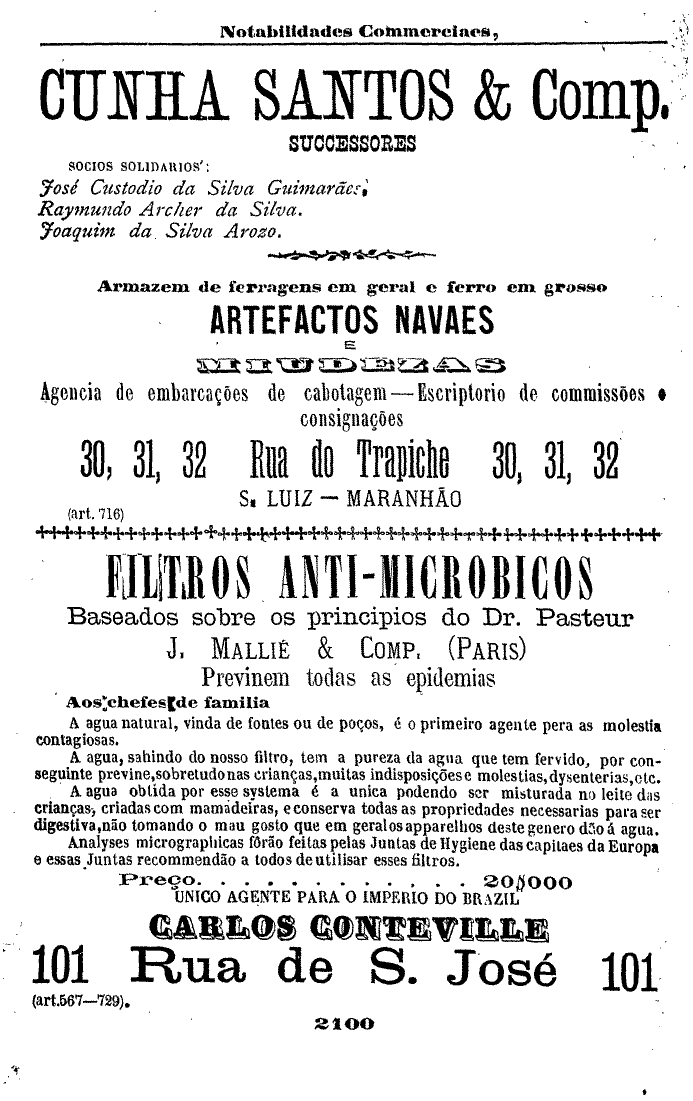 Notabilidades Commerciaes,
CUNHA SANTOS & Comp.
SUCCESSORES
SOCIOS SOLIDARIOS:
José Custodio da Silva Guimarães,
Raymundo Archer da Silva.
Joaquim da Silva Arozo.
Armazem de ferragens em geral e ferro em grosso
ARTEFACTOS NAVAES
E
MIUDEZAS
Agencia de embarcações de cabotagem—Escriptorio de commissões e
consignações
30, 31, 32 Rua do Trapiche 30, 31, 32
S. LUIZ — MARANHÃO
(art. 716)
FILTROS ANTI-MICROBICOS
Baseados sobre os principios do Dr. Pasteur
J. MALLIÉ & COMP. (PARIS)
Previnem todas as epidemias
Aos chefes de familia
A agua natural, vinda de fontes ou de poços, é o primeiro agente pera as molestia
contagiosas.
A agua, sahindo do nosso filtro, tem a pureza da agua que tem fervido, por con-
seguinte previne, sobretudo nas crianças, muitas indisposições e molestias, dysenterias, etc.
A agua obtida por esse systema é a unica podendo ser misturada no leite das
crianças, criadas com mamadeiras, e conserva todas as propriedades necessarias para ser
digestiva, não tomando o mau gosto que em geral os apparelhos deste genero dão á agua.
Analyses micrographicas fôrão feitas pelas Juntas de Hygiene das capitaes da Europa
e essas Juntas recommendão a todos de utilisar esses filtros.
Preço. . . . . . . . . . . . 20$000
UNICO AGENTE PARA O IMPERIO DO BRAZIL
CARLOS CONTEVILLE
101 Rua de S. José 101
(art. 567—729).
2100